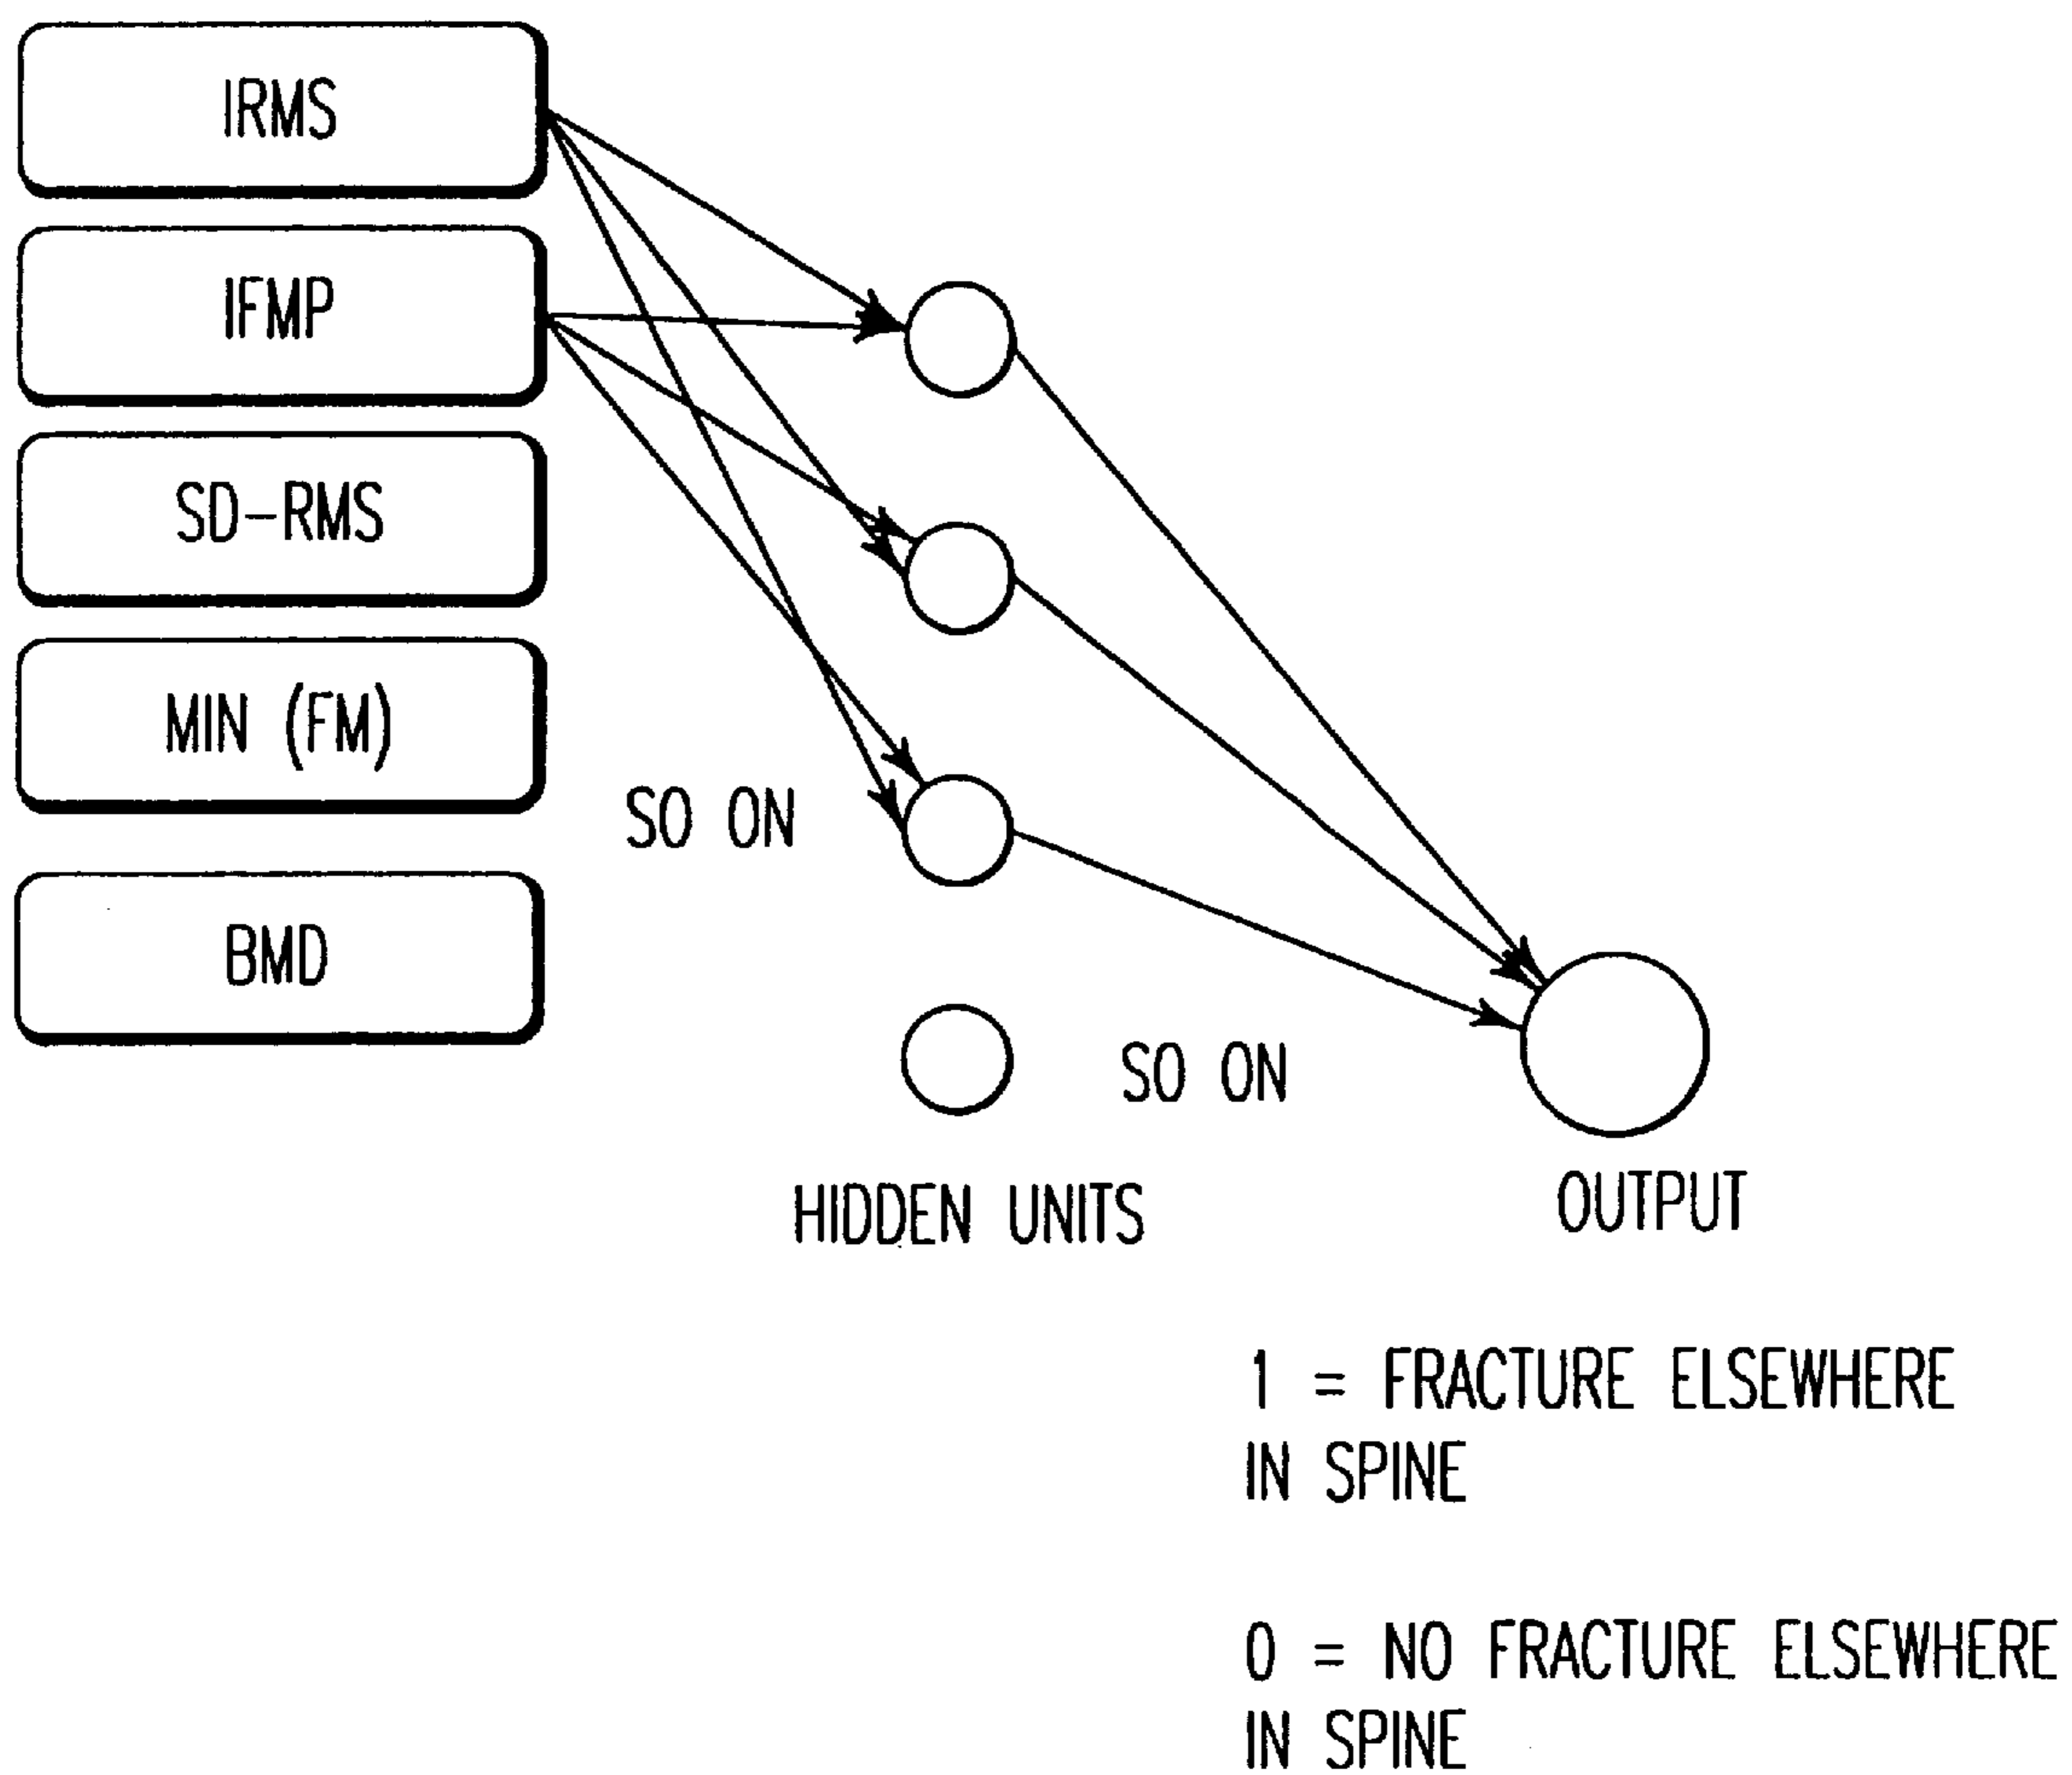 IRMS
IFMP
SD-RMS
MIN (FM)
SO ON
BMD
SO ON
HIDDEN UNITS
OUTPUT
1 = FRACTURE ELSEWHERE
IN SPINE
0 = NO FRACTURE ELSEWHERE
IN SPINE